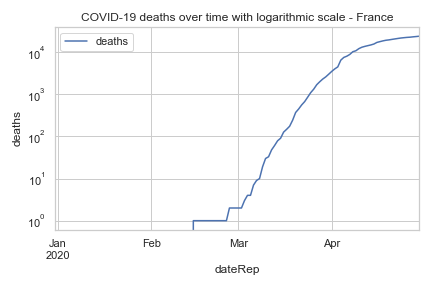 COVID-19 deaths over time with logarithmic scale - France
deaths
10⁴
10³
10²
10¹
10⁰
deaths
Jan
2020
Feb
Mar
Apr
dateRep